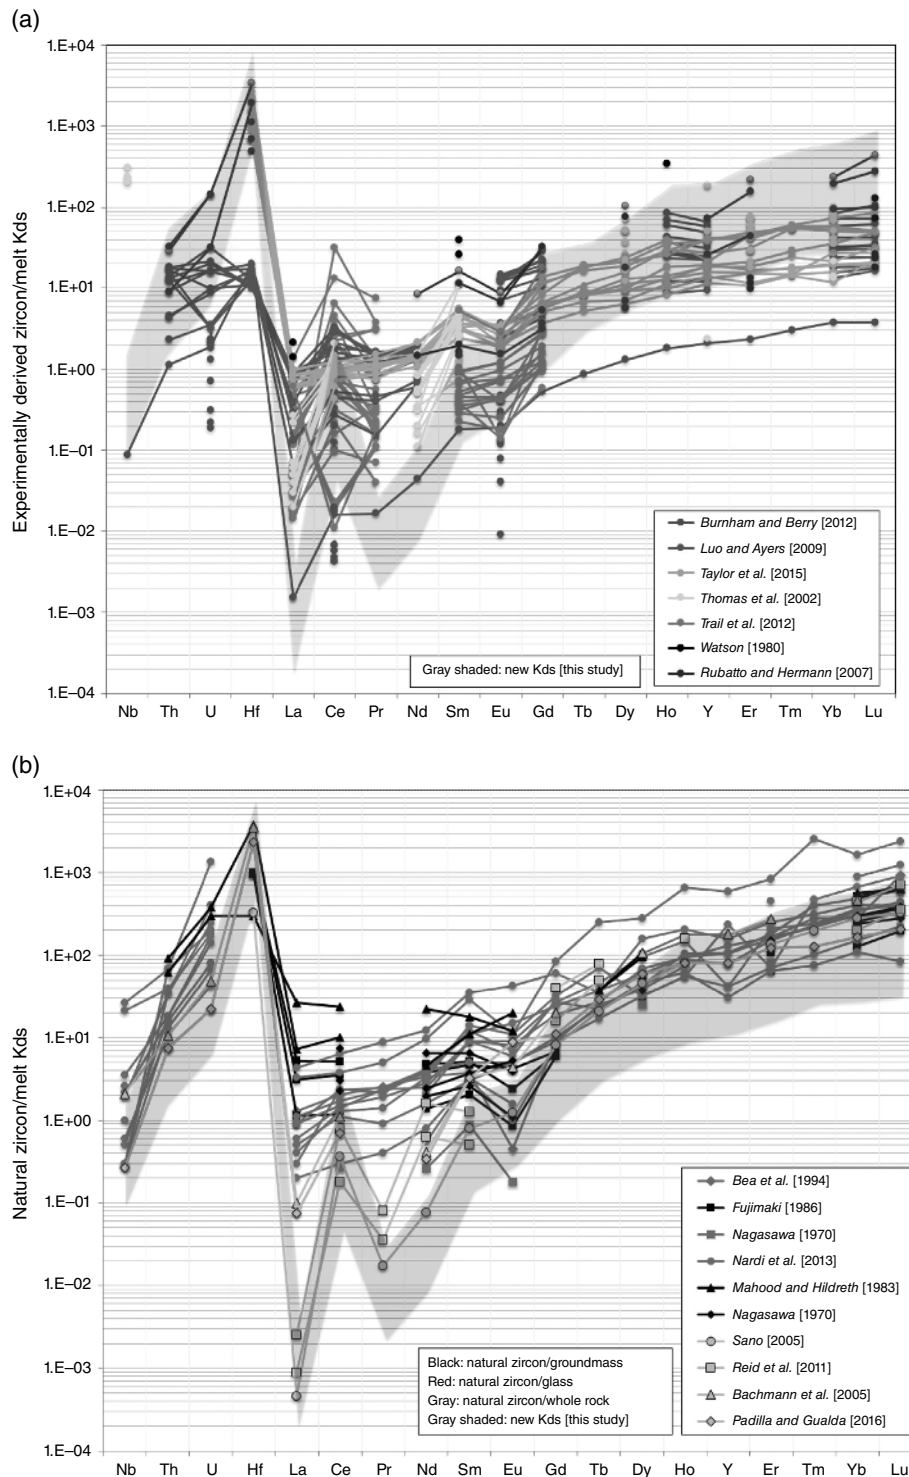 (a)
1.E+04
1.E+03
1.E+02
1.E+01
1.E+00
1.E−01
1.E−02
1.E−03
1.E−04
Experimentally derived zircon/melt Kds
Burnham and Berry [2012]
Luo and Ayers [2009]
Taylor et al. [2015]
Thomas et al. [2002]
Trail et al. [2012]
Watson [1980]
Rubatto and Hermann [2007]
Gray shaded: new Kds [this study]
Nb Th U Hf La Ce Pr Nd Sm Eu Gd Tb Dy Ho Y Er Tm Yb Lu
(b)
1.E+04
1.E+03
1.E+02
1.E+01
1.E+00
1.E−01
1.E−02
1.E−03
1.E−04
Natural zircon/melt Kds
Bea et al. [1994]
Fujimaki [1986]
Nagasawa [1970]
Nardi et al. [2013]
Mahood and Hildreth [1983]
Nagasawa [1970]
Sano [2005]
Reid et al. [2011]
Bachmann et al. [2005]
Padilla and Gualda [2016]
Black: natural zircon/groundmass
Red: natural zircon/glass
Gray: natural zircon/whole rock
Gray shaded: new Kds [this study]
Nb Th U Hf La Ce Pr Nd Sm Eu Gd Tb Dy Ho Y Er Tm Yb Lu